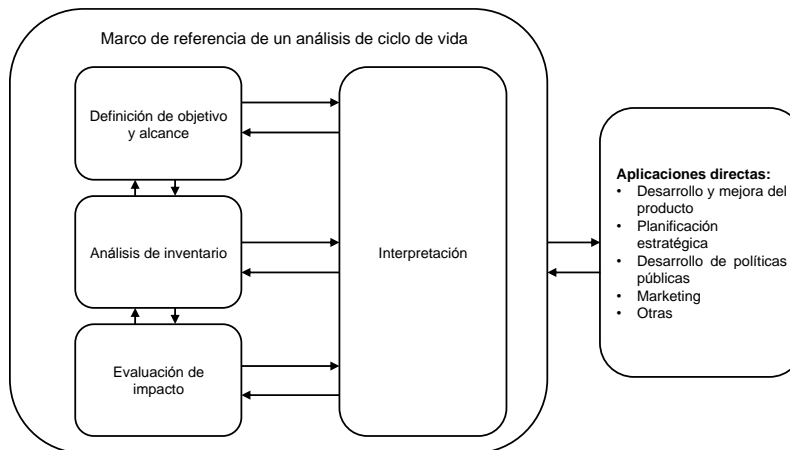 Marco de referencia de un análisis de ciclo de vida
Definición de objetivo
y alcance
Análisis de inventario
Evaluación de
impacto
Interpretación
Aplicaciones directas:
• Desarrollo y mejora del
producto
• Planificación
estratégica
• Desarrollo de políticas
públicas
• Marketing
• Otras